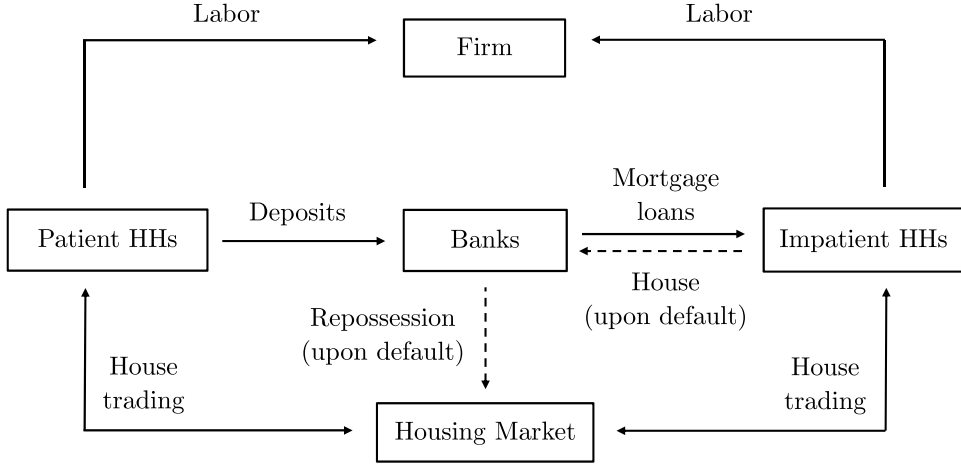 Labor
Labor
Firm
Mortgage
loans
Deposits
Patient HHs
Banks
Impatient HHs
House
(upon default)
Repossession
(upon default)
House
trading
House
trading
Housing Market